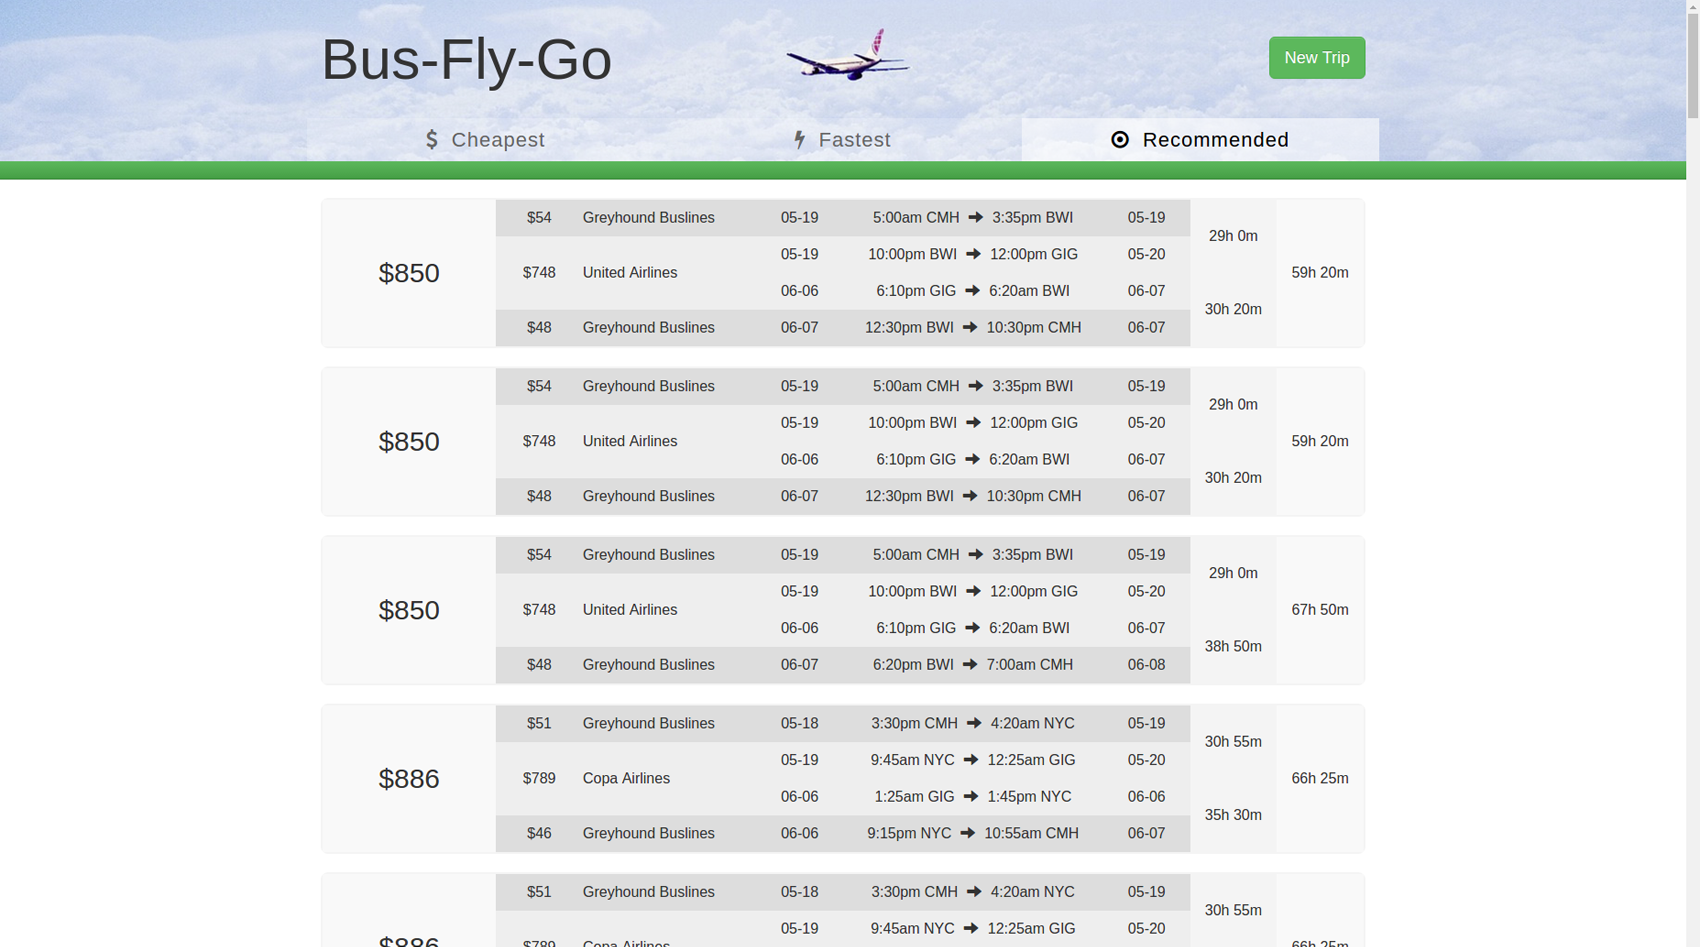 Bus-Fly-Go
New Trip
Cheapest Fastest Recommended
$54 Greyhound Buslines 05-19 5:00am CMH 3:35pm BWI 05-19
29h 0m
05-19 10:00pm BWI 12:00pm GIG 05-20
$850 $748 United Airlines 59h 20m
06-06 6:10pm GIG 6:20am BWI 06-07
30h 20m
$48 Greyhound Buslines 06-07 12:30pm BWI 10:30pm CMH 06-07
$54 Greyhound Buslines 05-19 5:00am CMH 3:35pm BWI 05-19
29h 0m
05-19 10:00pm BWI 12:00pm GIG 05-20
$850 $748 United Airlines 59h 20m
06-06 6:10pm GIG 6:20am BWI 06-07
30h 20m
$48 Greyhound Buslines 06-07 12:30pm BWI 10:30pm CMH 06-07
$54 Greyhound Buslines 05-19 5:00am CMH 3:35pm BWI 05-19
29h 0m
05-19 10:00pm BWI 12:00pm GIG 05-20
$850 $748 United Airlines 67h 50m
06-06 6:10pm GIG 6:20am BWI 06-07
38h 50m
$48 Greyhound Buslines 06-07 6:20pm BWI 7:00am CMH 06-08
$51 Greyhound Buslines 05-18 3:30pm CMH 4:20am NYC 05-19
30h 55m
05-19 9:45am NYC 12:25am GIG 05-20
$886 $789 Copa Airlines 66h 25m
06-06 1:25am GIG 1:45pm NYC 06-06
35h 30m
$46 Greyhound Buslines 06-06 9:15pm NYC 10:55am CMH 06-07
$51 Greyhound Buslines 05-18 3:30pm CMH 4:20am NYC 05-19
30h 55m
05-19 9:45am NYC 12:25am GIG 05-20
$886 $789 Copa Airlines 66h 25m